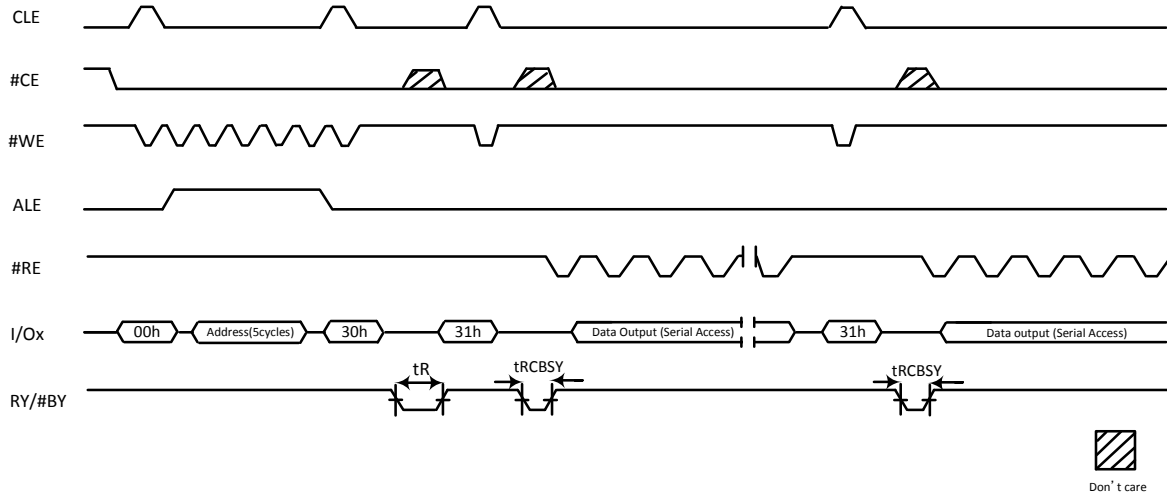 CLE
#CE
#WE
ALE
#RE
I/Ox
00h
Address(5cycles)
30h
31h
Data Output (Serial Access)
31h
Data output (Serial Access)
RY/#BY
tR
tRCBSY
tRCBSY
Don't care